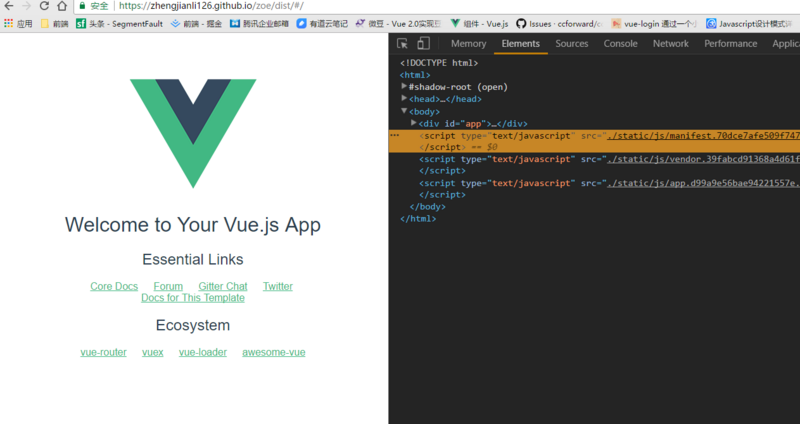 安全 https://zhengjianli126.github.io/zoe/dist/#/
应用 前端 头条 - SegmentFault 前端 - 掘金 腾讯企业邮箱 有道云笔记 微豆 - Vue 2.0实现豆 组件 - Vue.js Issues · ccforward/c vue-login 通过一个 Javascript设计模式
Memory Elements Sources Console Network Performance Applica
<!DOCTYPE html>
<html>
#shadow-root (open)
<head>…</head>
<body>
<div id="app">…</div>
… <script type="text/javascript" src="./static/js/manifest.70dce7afe509f747
</script> == $0
<script type="text/javascript" src="./static/js/vendor.39fabcd91368a4d61f
</script>
<script type="text/javascript" src="./static/js/app.d99a9e56bae94221557e.
</script>
</body>
</html>
Welcome to Your Vue.js App
Essential Links
Core Docs Forum Gitter Chat Twitter
Docs for This Template
Ecosystem
vue-router vuex vue-loader awesome-vue